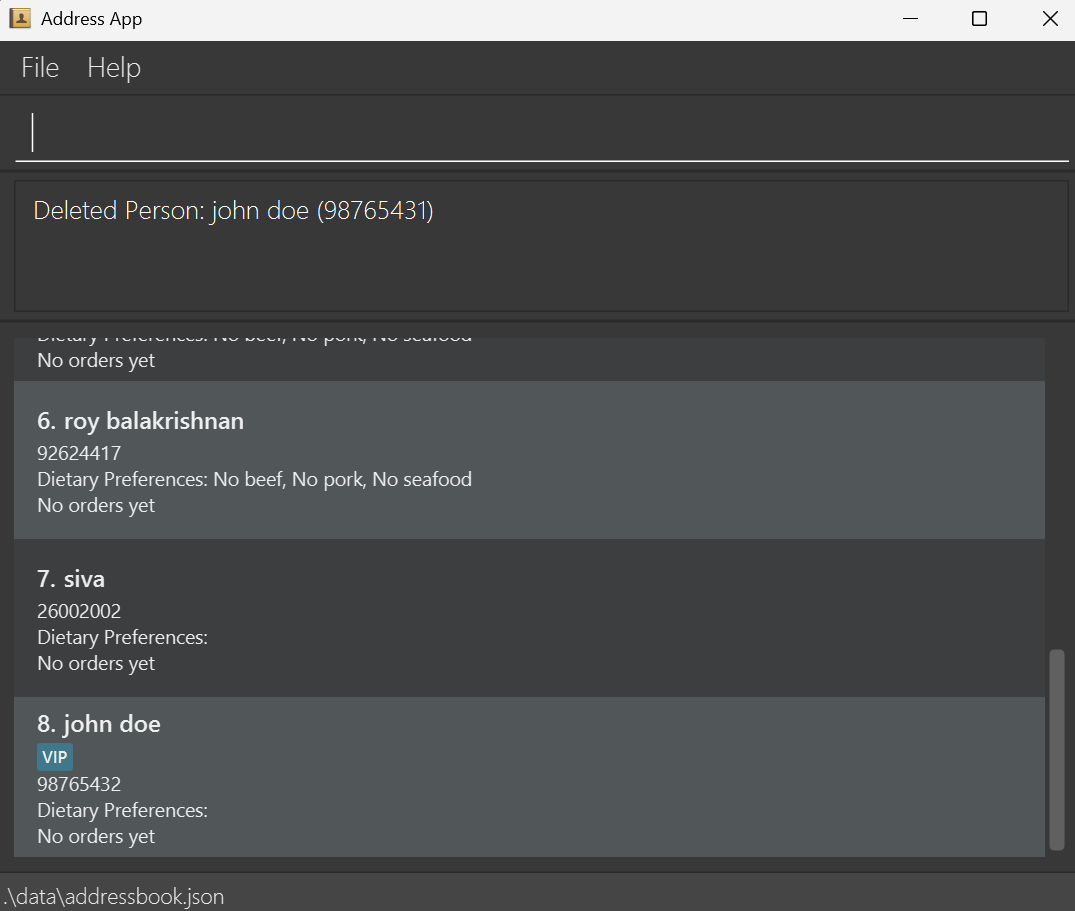 Address App
File Help
Deleted Person: john doe (98765431)
Dietary Preferences: No beef, No pork, No seafood
No orders yet
6. roy balakrishnan
92624417
Dietary Preferences: No beef, No pork, No seafood
No orders yet
7. siva
26002002
Dietary Preferences:
No orders yet
8. john doe
VIP
98765432
Dietary Preferences:
No orders yet
.\data\addressbook.json